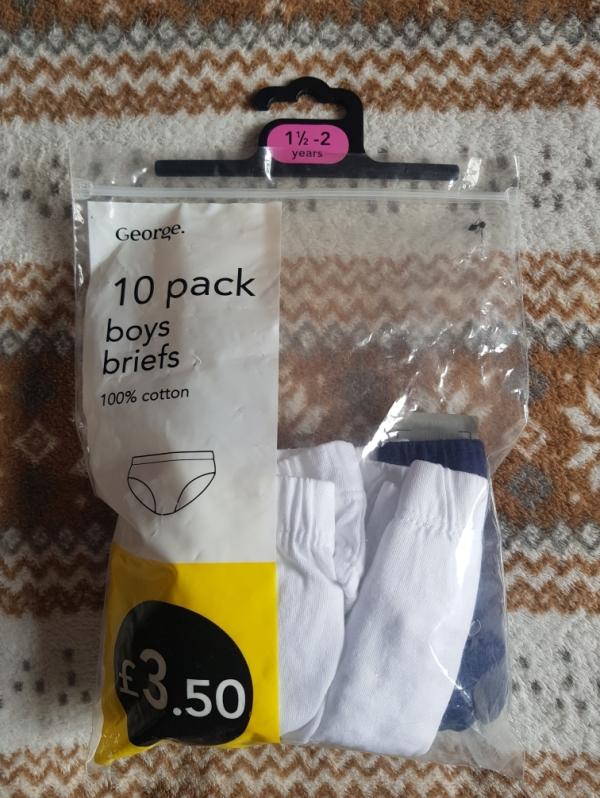 1½-2
years
George.
10 pack
boys
briefs
100% cotton
£3.50